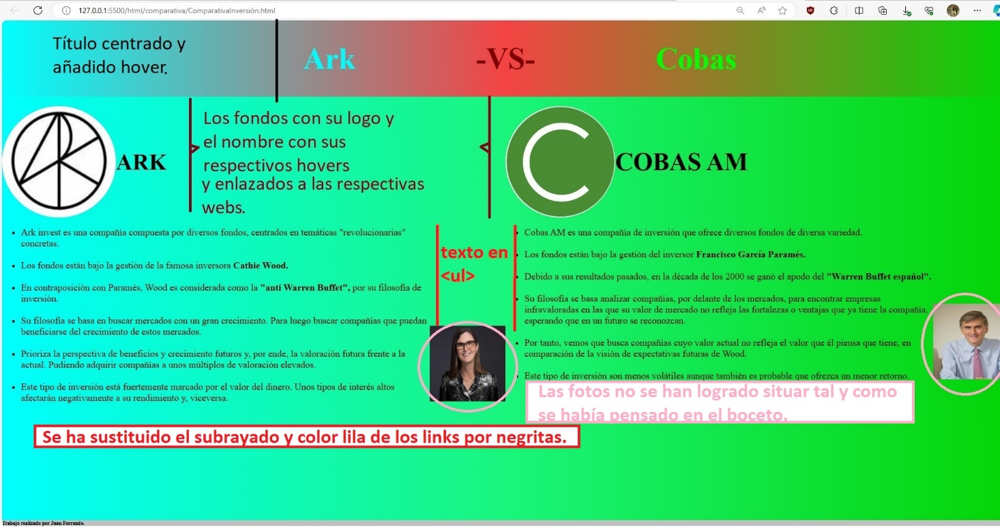 127.0.0.1:5500/html/comparativa/ComparativaInversión.html
Título centrado y
añadido hover.
Ark -VS- Cobas
Los fondos con su logo y
el nombre con sus
respectivos hovers
y enlazados a las respectivas
webs.
ARK
COBAS AM
Ark invest es una compañía compuesta por diversos fondos, centrados en temáticas "revolucionarias"
concretas.
Los fondos están bajo la gestión de la famosa inversora Cathie Wood.
En contraposición con Paramés, Wood es considerada como la "anti Warren Buffet", por su filosofía de
inversión.
Su filosofía se basa en buscar mercados con un gran crecimiento. Para luego buscar compañías que puedan
beneficiarse del crecimiento de estos mercados.
Prioriza la perspectiva de beneficios y crecimiento futuros y, por ende, la valoración futura frente a la
actual. Pudiendo adquirir compañías a unos múltiplos de valoración elevados.
Este tipo de inversión está fuertemente marcado por el valor del dinero. Unos tipos de interés altos
afectarán negativamente a su rendimiento y, viceversa.
texto en
<ul>
Cobas AM es una compañía de inversión que ofrece diversos fondos de diversa variedad.
Los fondos están bajo la gestión del inversor Francisco García Paramés.
Debido a sus resultados pasados, en la década de los 2000 se ganó el apodo del "Warren Buffet español".
Su filosofía se basa analizar compañías, por delante de los mercados, para encontrar empresas
infravaloradas en las que su valor de mercado no refleja las fortalezas o ventajas que ya tiene la compañía,
esperando que en un futuro se reconozcan.
Por tanto, vemos que busca compañías cuyo valor actual no refleja el valor que él piensa que tiene, en
comparación de la visión de expectativas futuras de Wood.
Este tipo de inversión son menos volátiles aunque también es probable que ofrezca un menor retorno.
Las fotos no se han logrado situar tal y como
se había pensado en el boceto.
Se ha sustituido el subrayado y color lila de los links por negritas.
Trabajo realizado por Juan Ferrando.